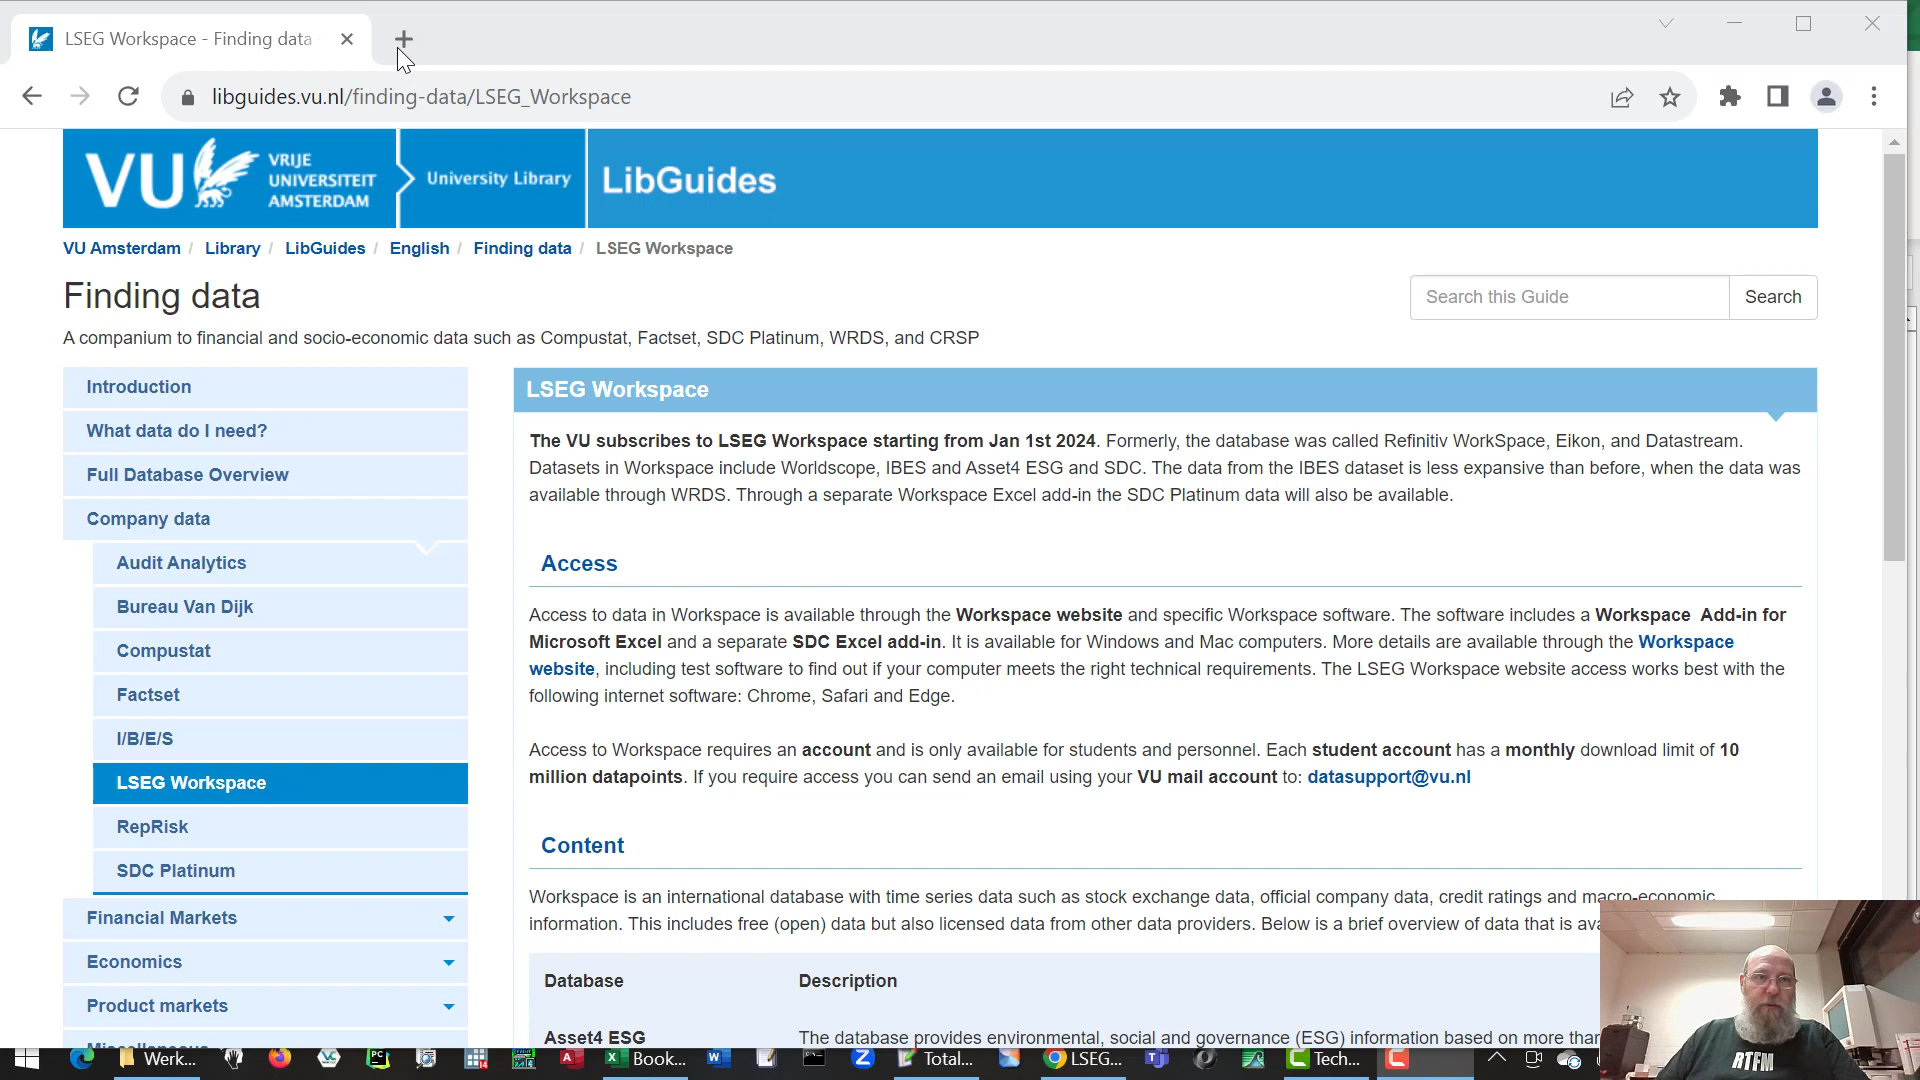 LSEG Workspace - Finding data
libguides.vu.nl/finding-data/LSEG_Workspace
VU VRIJE UNIVERSITEIT AMSTERDAM
University Library
LibGuides
VU Amsterdam / Library / LibGuides / English / Finding data / LSEG Workspace
Finding data
Search this Guide
Search
A companium to financial and socio-economic data such as Compustat, Factset, SDC Platinum, WRDS, and CRSP
Introduction
What data do I need?
Full Database Overview
Company data
Audit Analytics
Bureau Van Dijk
Compustat
Factset
I/B/E/S
LSEG Workspace
RepRisk
SDC Platinum
Financial Markets
Economics
Product markets
LSEG Workspace
The VU subscribes to LSEG Workspace starting from Jan 1st 2024. Formerly, the database was called Refinitiv WorkSpace, Eikon, and Datastream.
Datasets in Workspace include Worldscope, IBES and Asset4 ESG and SDC. The data from the IBES dataset is less expansive than before, when the data was
available through WRDS. Through a separate Workspace Excel add-in the SDC Platinum data will also be available.
Access
Access to data in Workspace is available through the Workspace website and specific Workspace software. The software includes a Workspace Add-in for
Microsoft Excel and a separate SDC Excel add-in. It is available for Windows and Mac computers. More details are available through the Workspace
website, including test software to find out if your computer meets the right technical requirements. The LSEG Workspace website access works best with the
following internet software: Chrome, Safari and Edge.
Access to Workspace requires an account and is only available for students and personnel. Each student account has a monthly download limit of 10
million datapoints. If you require access you can send an email using your VU mail account to: datasupport@vu.nl
Content
Workspace is an international database with time series data such as stock exchange data, official company data, credit ratings and macro-economic
information. This includes free (open) data but also licensed data from other data providers. Below is a brief overview of data that is
Database Description
Asset4 ESG The database provides environmental, social and governance (ESG) information based on more
RTFM
Werk... Book... Total... LSEG... Tech...